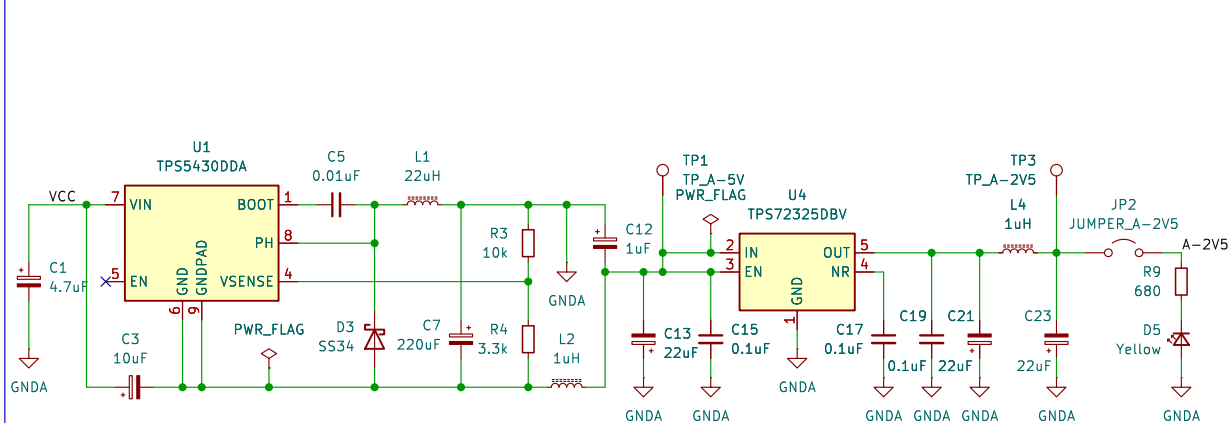 U1
TPS5430DDA
VCC
7
VIN
BOOT
1
PH
8
5
EN
VSENSE
4
GND
GNDPAD
6
9
C1
4.7uF
GNDA
C3
10uF
PWR_FLAG
C5
0.01uF
L1
22uH
D3
SS34
C7
220uF
R3
10k
R4
3.3k
GNDA
L2
1uH
C12
1uF
TP1
TP_A-5V
PWR_FLAG
U4
TPS72325DBV
2
IN
OUT
5
3
EN
NR
4
GND
1
GNDA
C13
22uF
GNDA
C15
0.1uF
GNDA
C17
0.1uF
GNDA
C19
0.1uF
GNDA
C21
22uF
GNDA
TP3
TP_A-2V5
L4
1uH
C23
22uF
GNDA
JP2
JUMPER_A-2V5
A-2V5
R9
680
D5
Yellow
GNDA